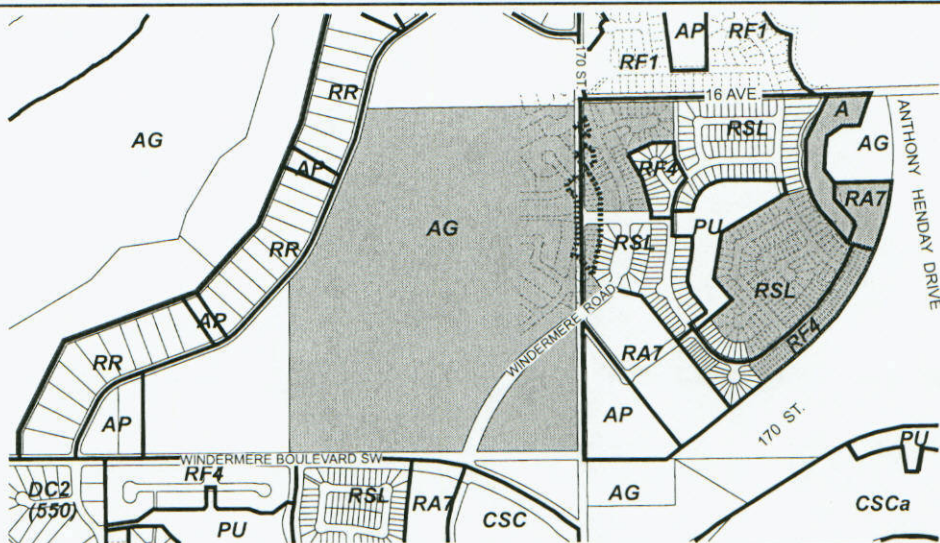 AP
RF1
RF1
170 ST.
16 AVE.
RR
AG
AP
RR
AG
RSL
RF4
A
AG
RA7
ANTHONY HENDAY DRIVE
PU
RSL
RSL
AP
RR
AP
WINDERMERE ROAD
RA7
RF4
AP
170 ST.
WINDERMERE BOULEVARD SW
RF4
DC2
(550)
PU
RSL
RA7
CSC
AG
PU
CSCa